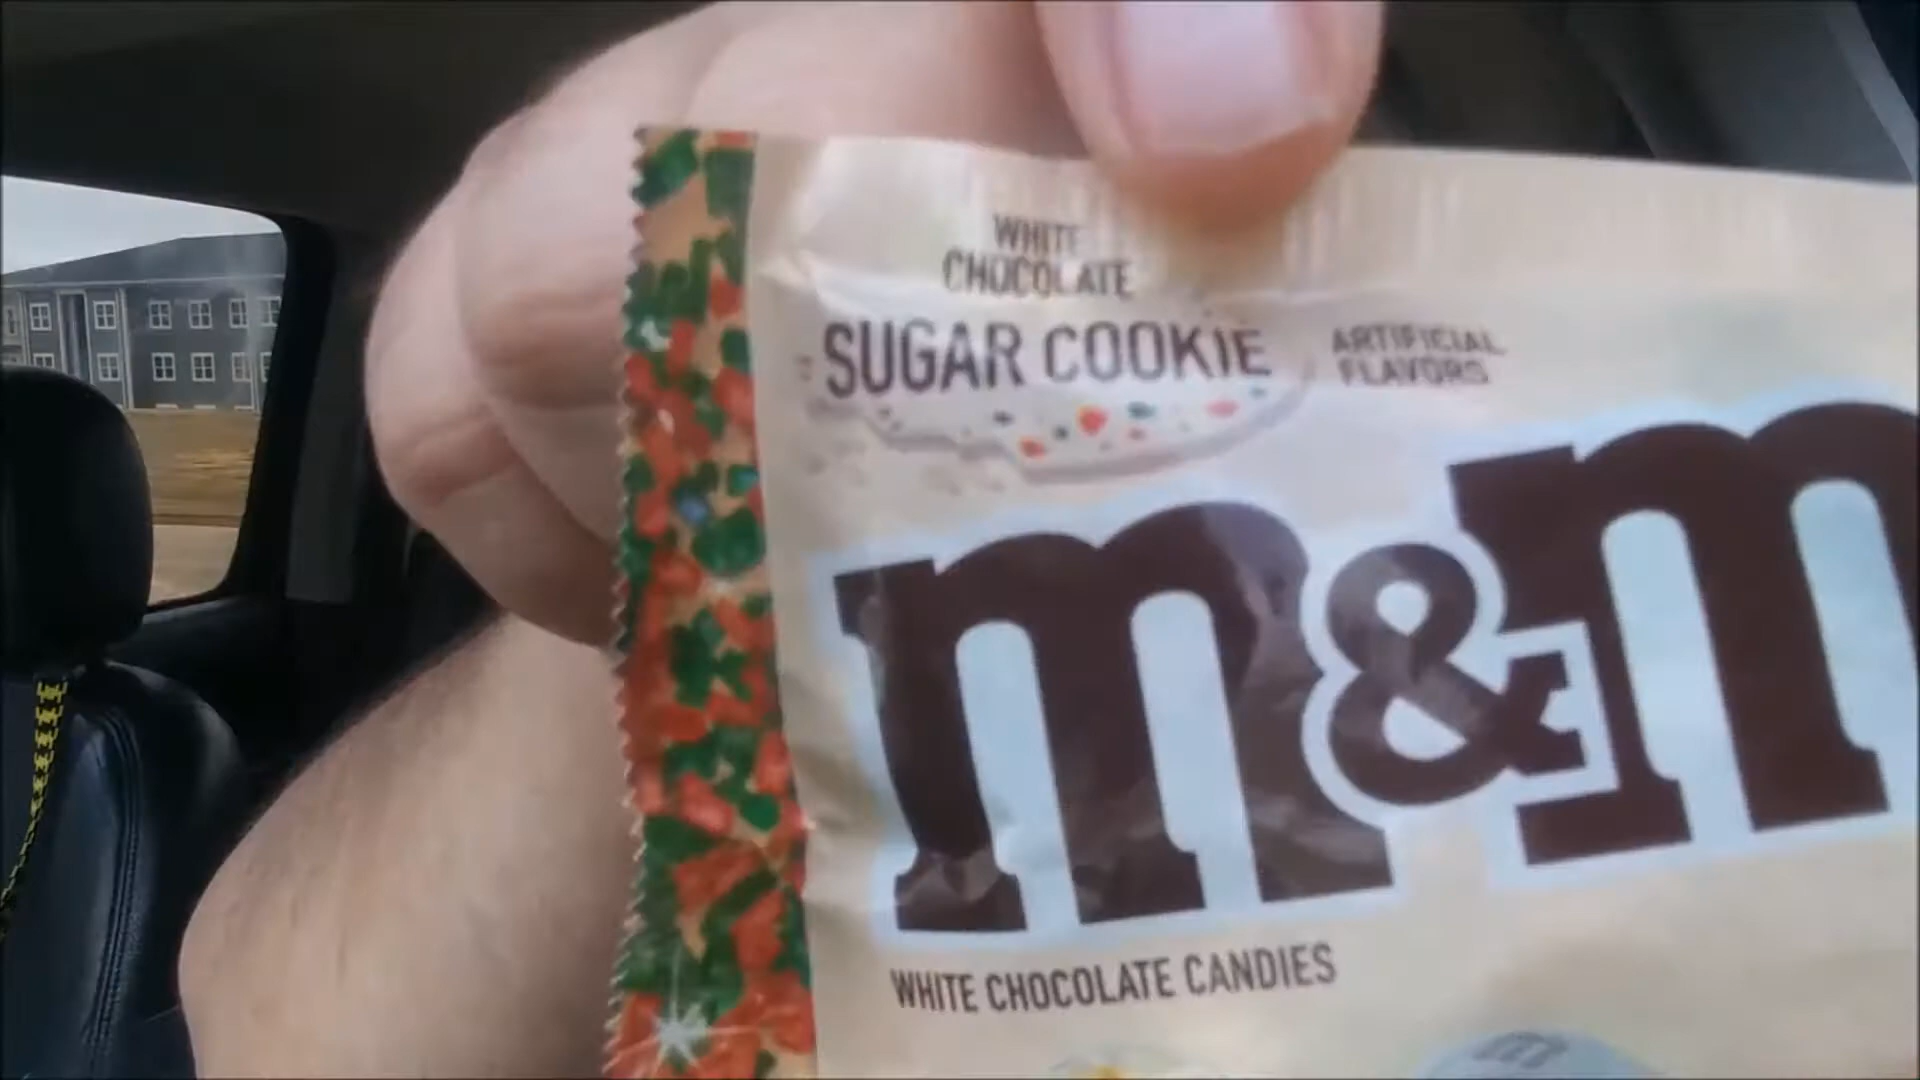 WHITE
CHOCOLATE
SUGAR COOKIE
ARTIFICIAL
FLAVORS
m&m
WHITE CHOCOLATE CANDIES